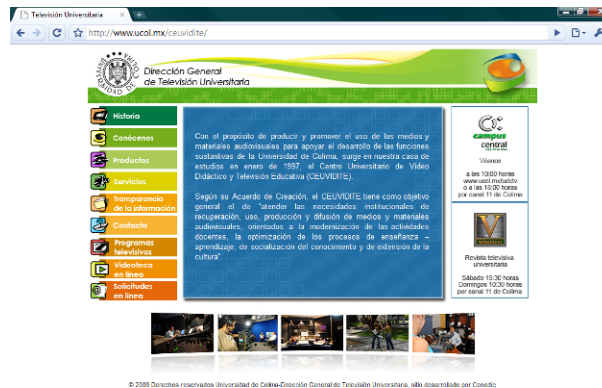 Televisión Universitaria
http://www.ucol.mx/ceuvidite/
Dirección General
de Televisión Universitaria
Historia
Conócenos
Productos
Servicios
Transparencia
de la información
Contacto
Programas
televisivos
Videoteca
en línea
Solicitudes
en línea
Con el propósito de producir y promover el uso de los medios y
materiales audiovisuales para apoyar el desarrollo de las funciones
sustantivas de la Universidad de Colima, surge en nuestra casa de
estudios en enero de 1997, el Centro Universitario de Video
Didáctico y Televisión Educativa (CEUVIDITE).
Según su Acuerdo de Creación, el CEUVIDITE tiene como objetivo
general el de "atender las necesidades institucionales de
recuperación, uso, producción y difusión de medios y materiales
audiovisuales, orientados a la modernización de las actividades
docentes, la optimización de los procesos de enseñanza –
aprendizaje, de socialización del conocimiento y de extensión de la
cultura"
campus
central
Véanos
a las 10:00 horas
www.ucol.mx/udctv
o a las 18:00 horas
por canal 11 de Colima
Revista televisiva
universitaria
Sábado 15:30 horas
Domingos 10:30 horas
por canal 11 de Colima
© 2009 Derechos reservados Universidad de Colima-Dirección General de Televisión Universitaria, sitio desarrollado por Cenedic